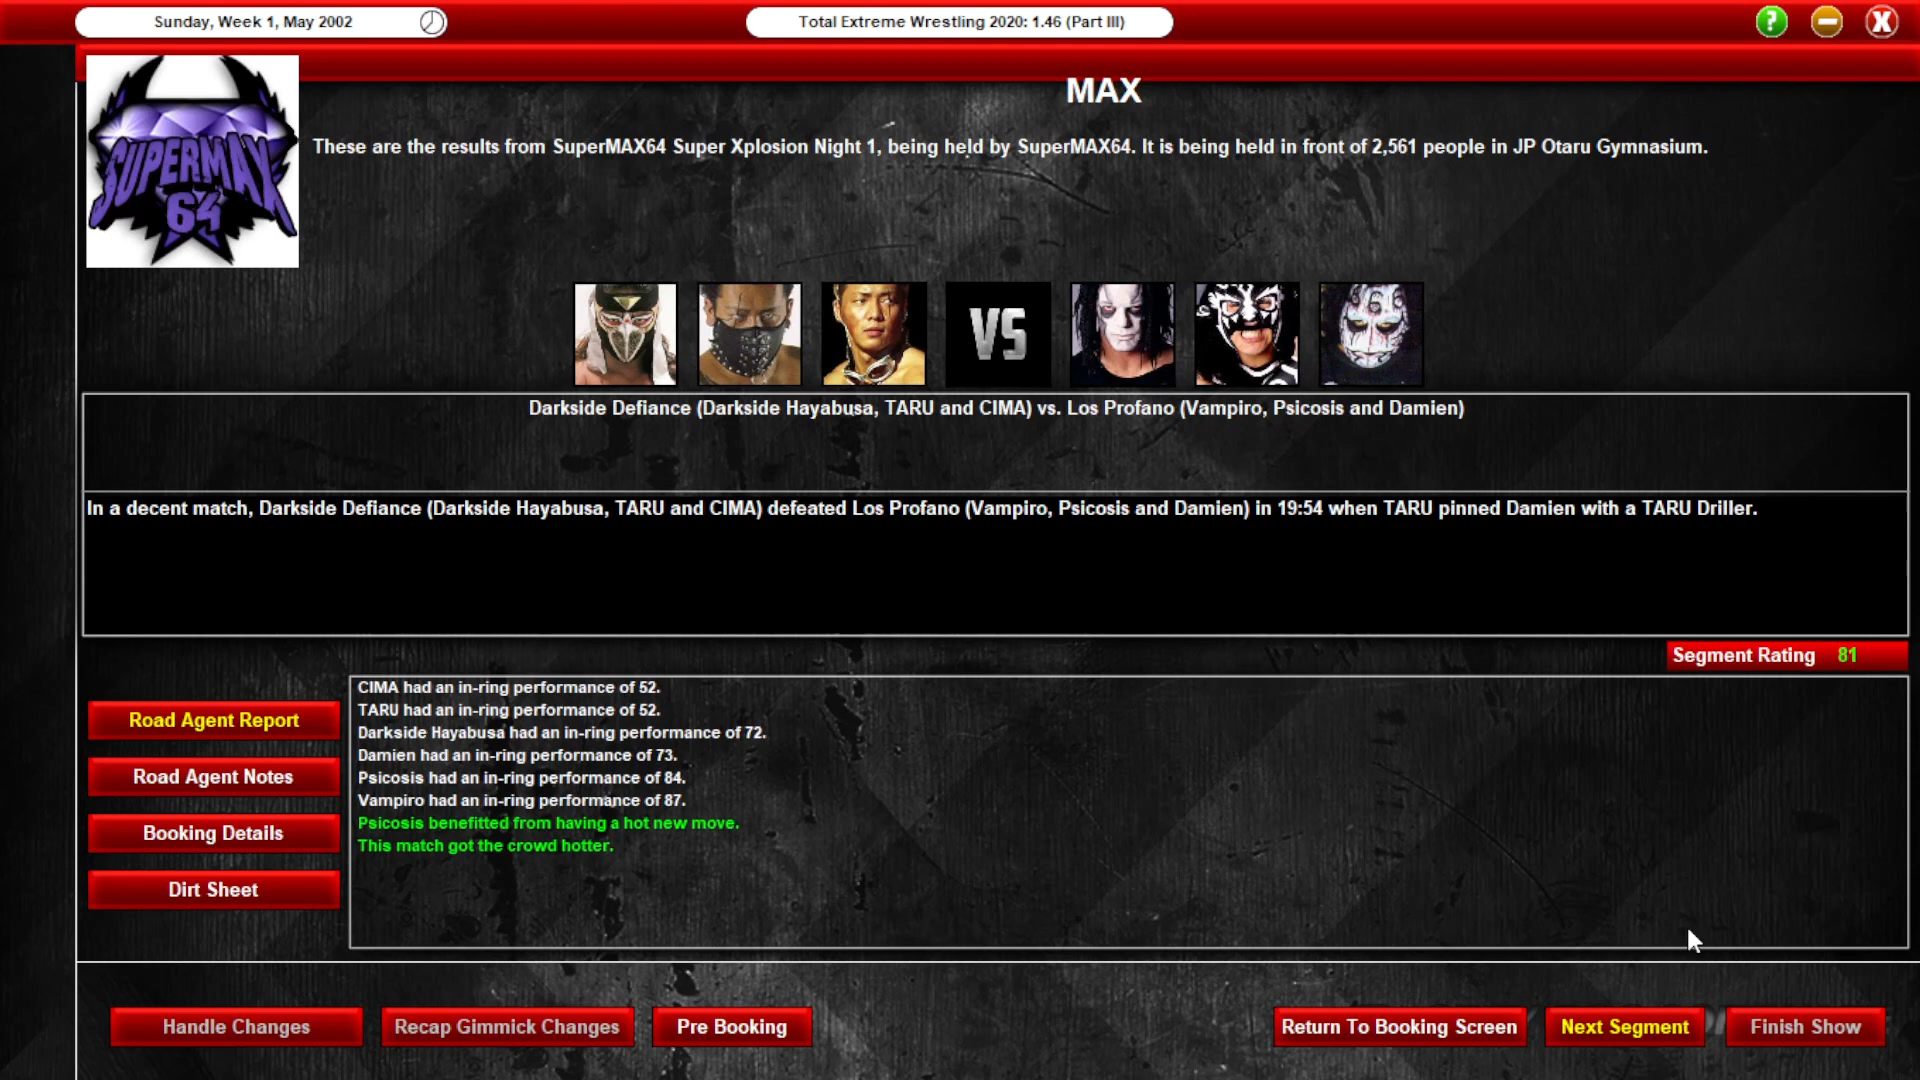 Sunday, Week 1, May 2002
Total Extreme Wrestling 2020: 1.46 (Part III)
?
X
MAX
SUPERMAX
64
These are the results from SuperMAX64 Super Xplosion Night 1, being held by SuperMAX64. It is being held in front of 2,561 people in JP Otaru Gymnasium.
VS
Darkside Defiance (Darkside Hayabusa, TARU and CIMA) vs. Los Profano (Vampiro, Psicosis and Damien)
In a decent match, Darkside Defiance (Darkside Hayabusa, TARU and CIMA) defeated Los Profano (Vampiro, Psicosis and Damien) in 19:54 when TARU pinned Damien with a TARU Driller.
Segment Rating 81
Road Agent Report
Road Agent Notes
Booking Details
Dirt Sheet
CIMA had an in-ring performance of 52.
TARU had an in-ring performance of 52.
Darkside Hayabusa had an in-ring performance of 72.
Damien had an in-ring performance of 73.
Psicosis had an in-ring performance of 84.
Vampiro had an in-ring performance of 87.
Psicosis benefitted from having a hot new move.
This match got the crowd hotter.
Handle Changes
Recap Gimmick Changes
Pre Booking
Return To Booking Screen
Next Segment
Finish Show